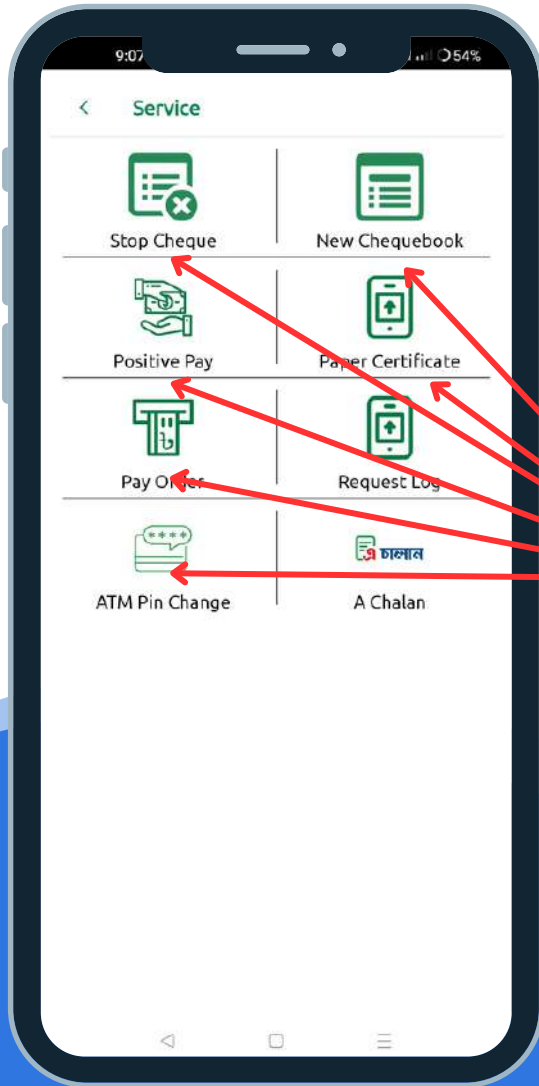 9:07
54%
Service
Stop Cheque
New Chequebook
Positive Pay
Paper Certificate
Pay Order
Request Log
****
এ চালান
ATM Pin Change
A Chalan